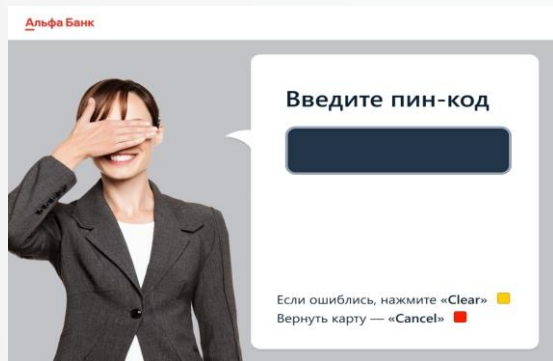 Альфа Банк
Введите пин-код
Если ошиблись, нажмите «Clear»
Вернуть карту — «Cancel»